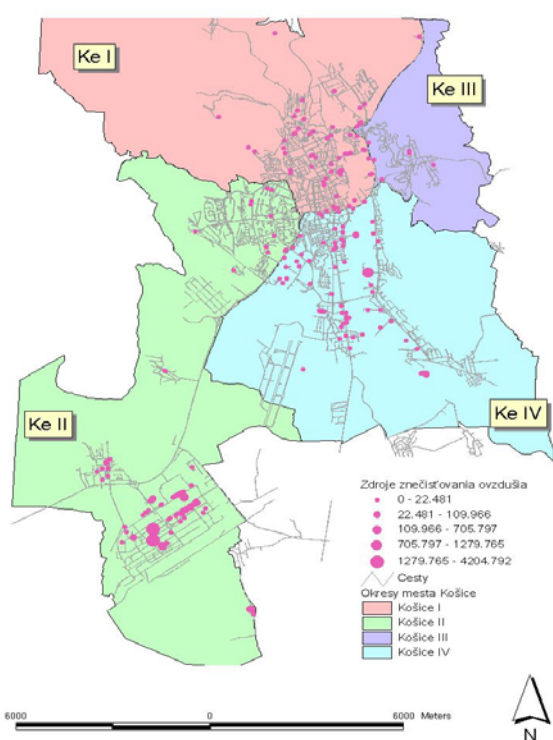 Ke I
Ke III
Ke II
Ke IV
Zdroje znečisťovania ovzdušia
0 - 22.481
22.481 - 109.966
109.966 - 705.797
705.797 - 1279.765
1279.765 - 4204.792
Cesty
Okresy mesta Košice
Košice I
Košice II
Košice III
Košice IV
6000 0 6000 Meters
N